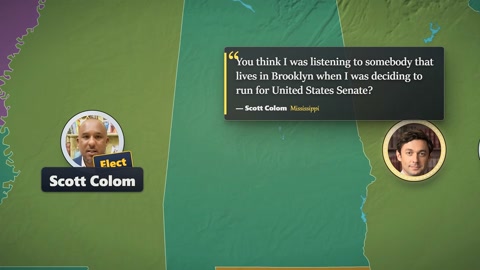 “You think I was listening to somebody that
lives in Brooklyn when I was deciding to
run for United States Senate?
— Scott Colom Mississippi
Elect
Scott Colom